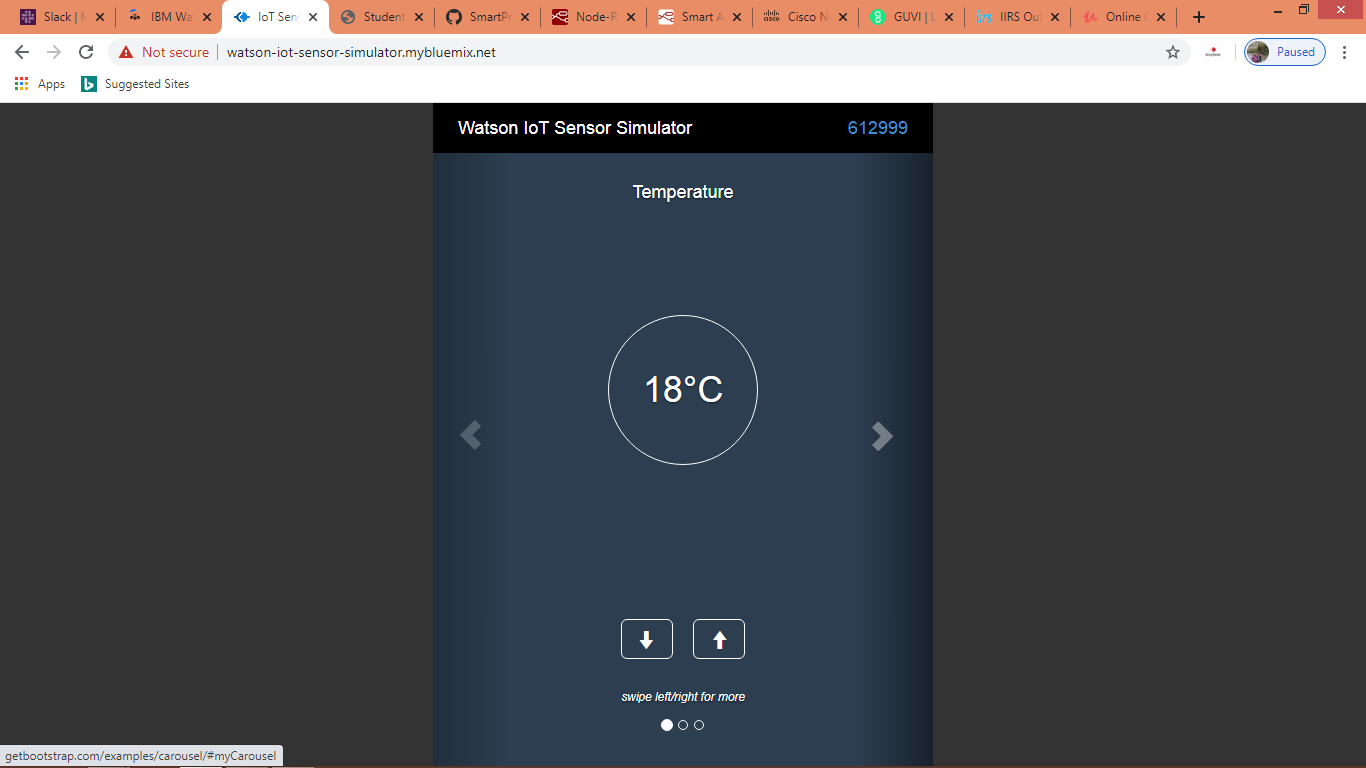 Slack | M
IBM Wa
IoT Sens
Student
SmartPr
Node-R
Smart A
Cisco N
GUVI | L
IIRS Out
Online C
Not secure
watson-iot-sensor-simulator.mybluemix.net
Paused
Apps
Suggested Sites
Watson IoT Sensor Simulator
612999
Temperature
18°C
swipe left/right for more
getbootstrap.com/examples/carousel/#myCarousel